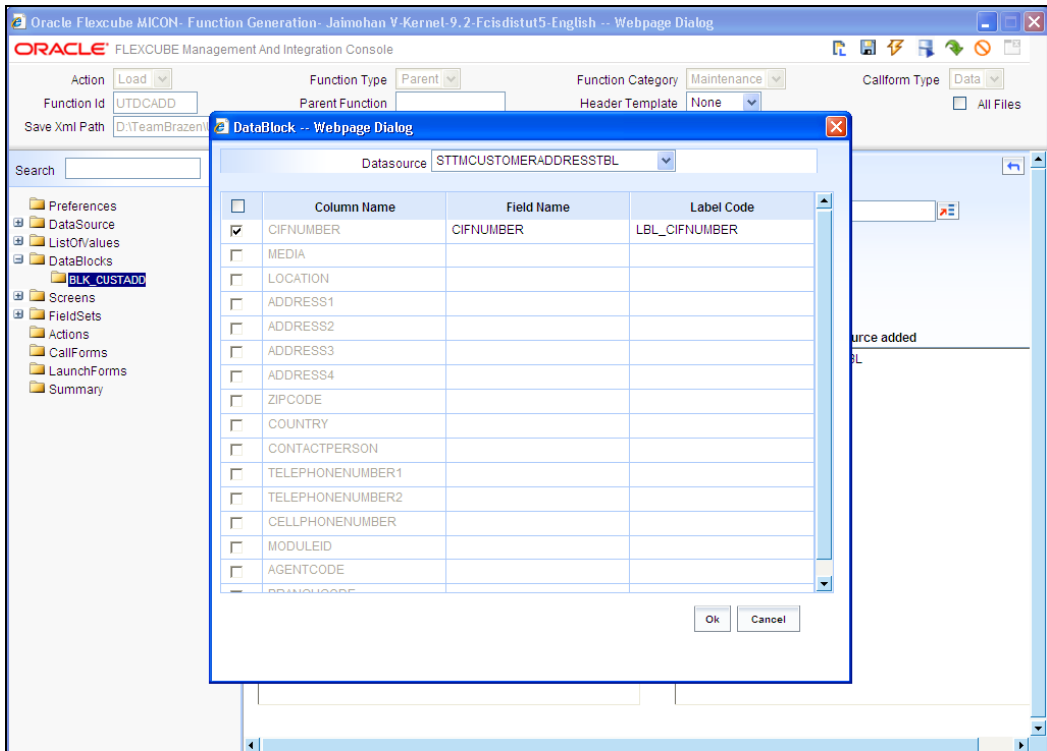 Oracle Flexcube MICON- Function Generation- Jaimohan V-Kernel-9.2-Fcisdistut5-English -- Webpage Dialog
ORACLE FLEXCUBE Management And Integration Console
Action Load Function Type Parent Function Category Maintenance Callform Type Data
Function Id UTDCADD Parent Function Header Template None All Files
Save Xml Path D:\TeamBrazen\
DataBlock -- Webpage Dialog
Datasource STTMCUSTOMERADDRESSTBL
Search
Column Name Field Name Label Code
Preferences
DataSource
ListOfValues
DataBlocks
BLK_CUSTADD
Screens
FieldSets
Actions
CallForms
LaunchForms
Summary
CIFNUMBER CIFNUMBER LBL_CIFNUMBER
MEDIA
LOCATION
ADDRESS1
ADDRESS2
ADDRESS3
ADDRESS4
ZIPCODE
COUNTRY
CONTACTPERSON
TELEPHONENUMBER1
TELEPHONENUMBER2
CELLPHONENUMBER
MODULEID
AGENTCODE
urce added
BL
Ok Cancel